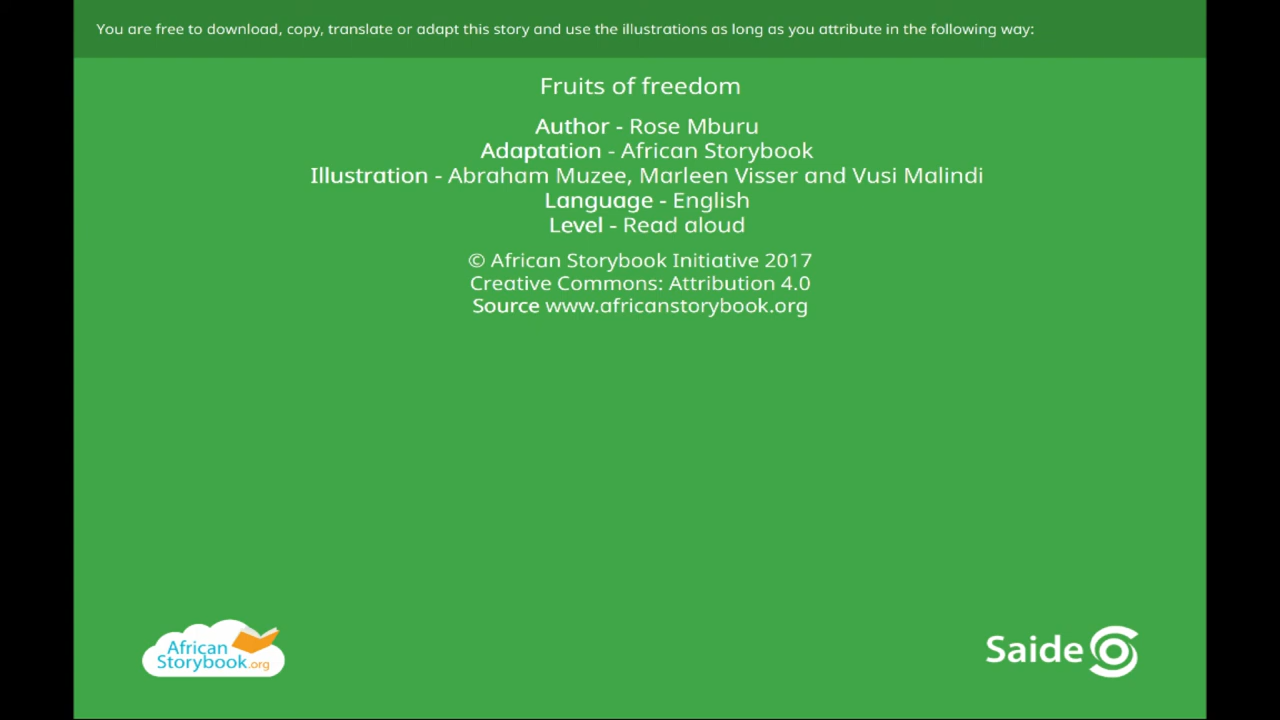 You are free to download, copy, translate or adapt this story and use the illustrations as long as you attribute in the following way:
Fruits of freedom
Author - Rose Mburu
Adaptation - African Storybook
Illustration - Abraham Muzee, Marleen Visser and Vusi Malindi
Language - English
Level - Read aloud
© African Storybook Initiative 2017
Creative Commons: Attribution 4.0
Source www.africanstorybook.org
African
Storybook.org
Saide